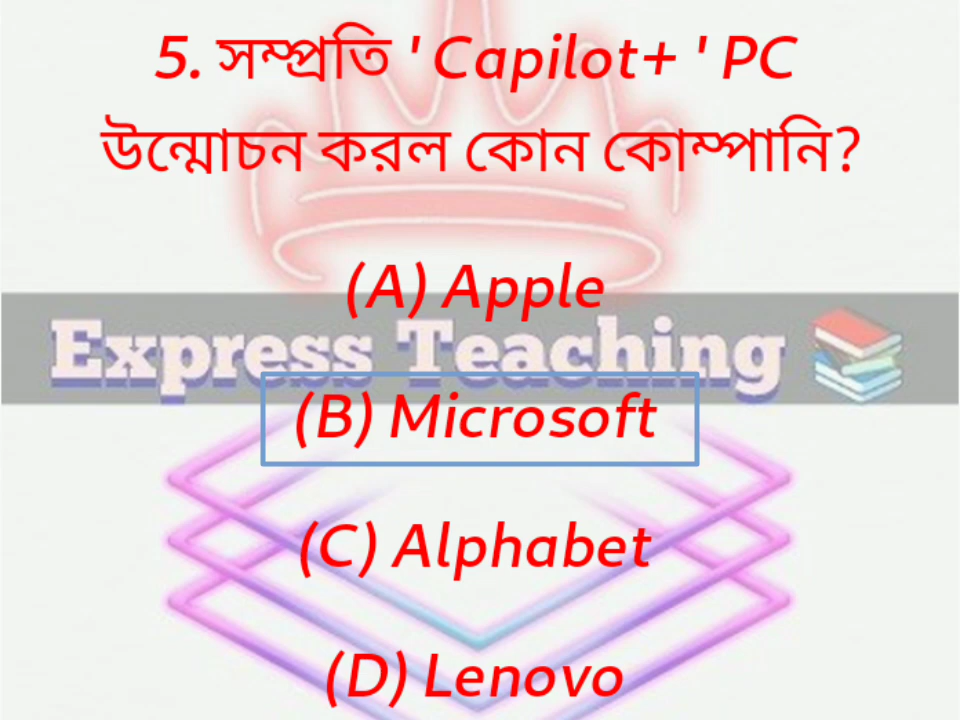 5. সম্প্রতি ' Capilot+ ' PC
উন্মোচন করল কোন কোম্পানি?
(A) Apple
Express Teaching
(B) Microsoft
(C) Alphabet
(D) Lenovo